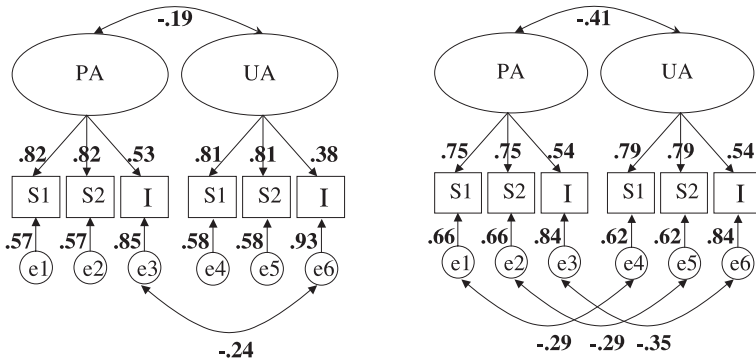 -.19 -.41
PA UA PA UA
.82 .82 .53 .81 .81 .38 .75 .75 .54 .79 .79 .54
S1 S2 I S1 S2 I S1 S2 I S1 S2 I
.57 .57 .85 .58 .58 .93 .66 .66 .84 .62 .62 .84
e1 e2 e3 e4 e5 e6 e1 e2 e3 e4 e5 e6
-.24 -.29 -.29 -.35